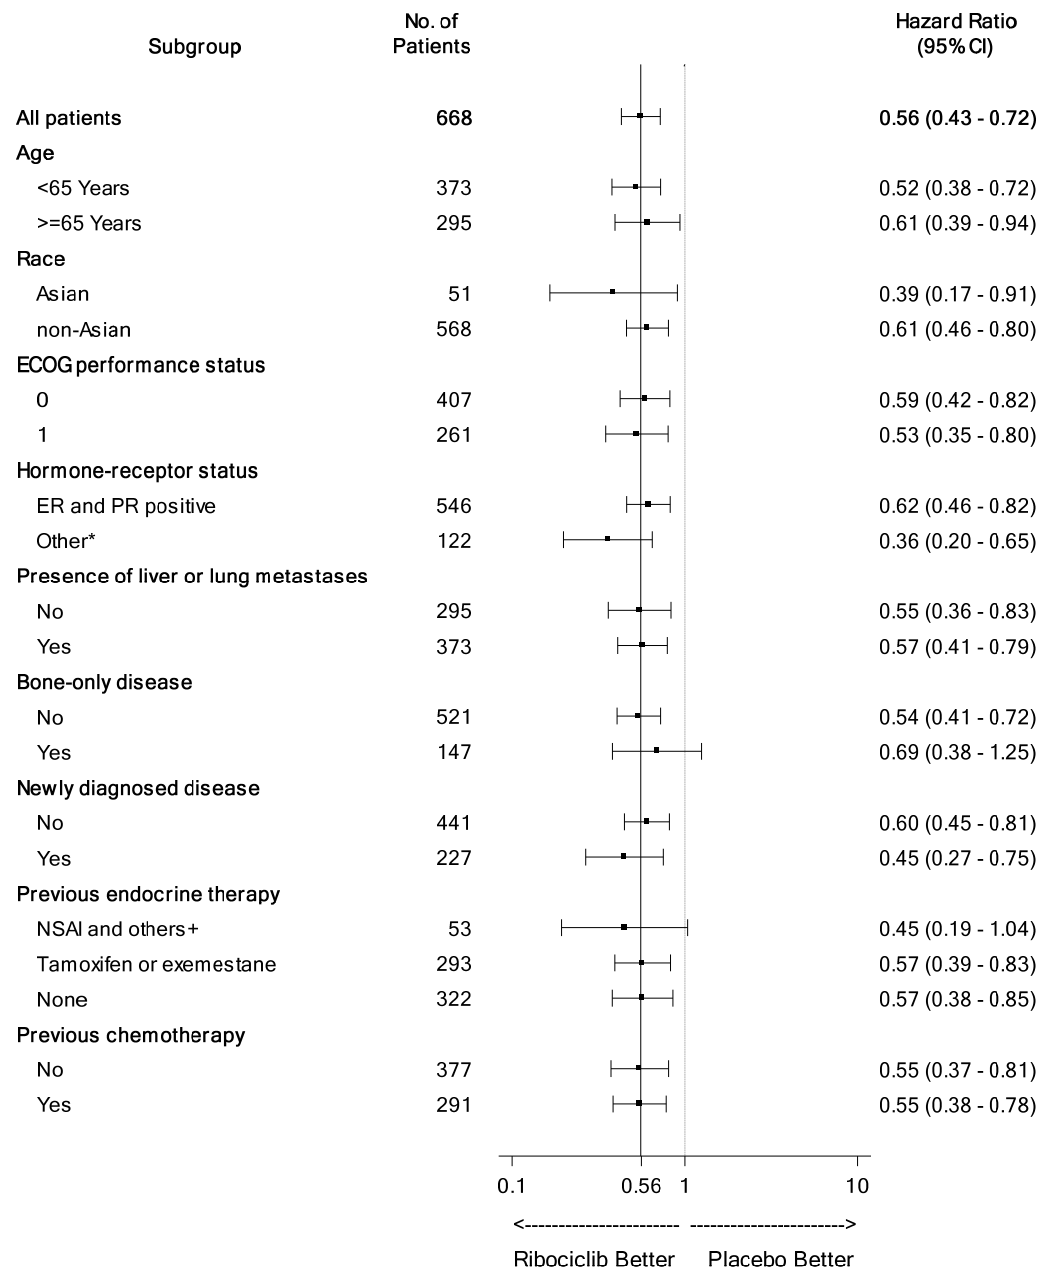 No. of Hazard Ratio
Subgroup Patients (95% CI)
All patients 668 0.56 (0.43 - 0.72)
Age
<65 Years 373 0.52 (0.38 - 0.72)
>=65 Years 295 0.61 (0.39 - 0.94)
Race
Asian 51 0.39 (0.17 - 0.91)
non-Asian 568 0.61 (0.46 - 0.80)
ECOG performance status
0 407 0.59 (0.42 - 0.82)
1 261 0.53 (0.35 - 0.80)
Hormone-receptor status
ER and PR positive 546 0.62 (0.46 - 0.82)
Other* 122 0.36 (0.20 - 0.65)
Presence of liver or lung metastases
No 295 0.55 (0.36 - 0.83)
Yes 373 0.57 (0.41 - 0.79)
Bone-only disease
No 521 0.54 (0.41 - 0.72)
Yes 147 0.69 (0.38 - 1.25)
Newly diagnosed disease
No 441 0.60 (0.45 - 0.81)
Yes 227 0.45 (0.27 - 0.75)
Previous endocrine therapy
NSAI and others+ 53 0.45 (0.19 - 1.04)
Tamoxifen or exemestane 293 0.57 (0.39 - 0.83)
None 322 0.57 (0.38 - 0.85)
Previous chemotherapy
No 377 0.55 (0.37 - 0.81)
Yes 291 0.55 (0.38 - 0.78)
0.1 0.56 1 10
<----------------------- ----------------------->
Ribociclib Better Placebo Better